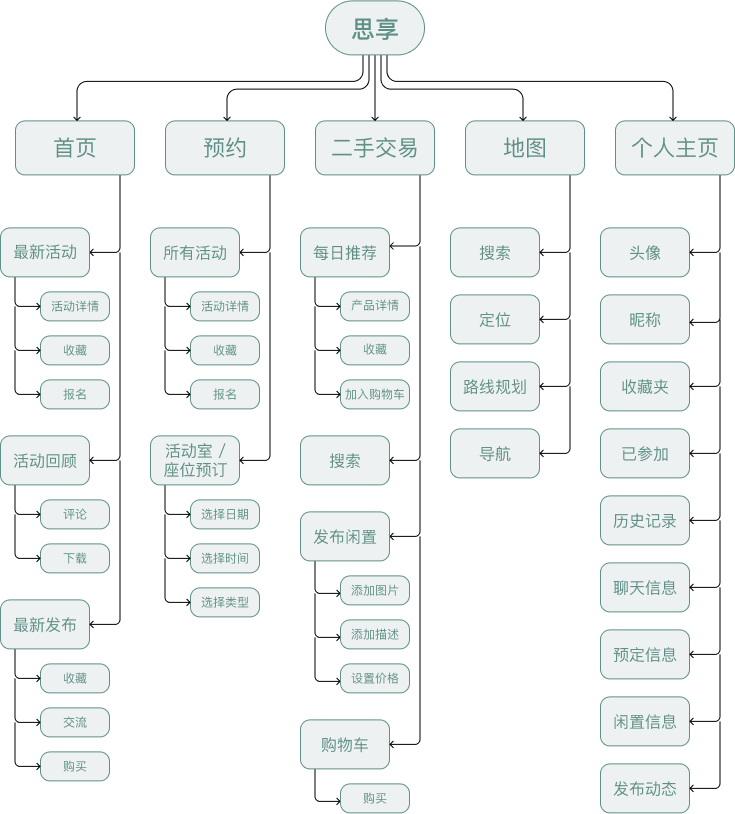 思享
首页
预约
二手交易
地图
个人主页
最新活动
活动详情
收藏
报名
活动回顾
评论
下载
最新发布
收藏
交流
购买
所有活动
活动详情
收藏
报名
活动室 /
座位预订
选择日期
选择时间
选择类型
每日推荐
产品详情
收藏
加入购物车
搜索
发布闲置
添加图片
添加描述
设置价格
购物车
购买
搜索
定位
路线规划
导航
头像
昵称
收藏夹
已参加
历史记录
聊天信息
预定信息
闲置信息
发布动态